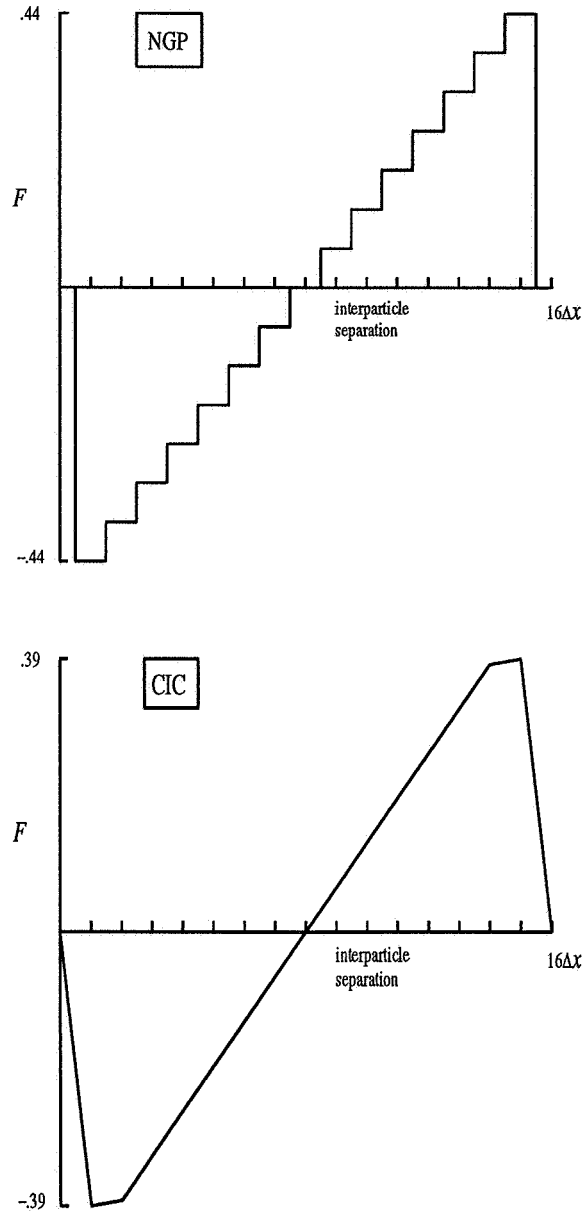 .44
NGP
F
interparticle
separation
16Δx
–.44
.39
CIC
F
interparticle
separation
16Δx
–.39